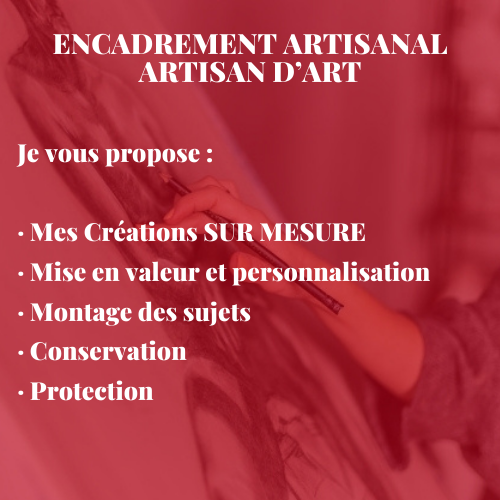 ENCADREMENT ARTISANAL
ARTISAN D’ART
Je vous propose :
· Mes Créations SUR MESURE
· Mise en valeur et personnalisation
· Montage des sujets
· Conservation
· Protection